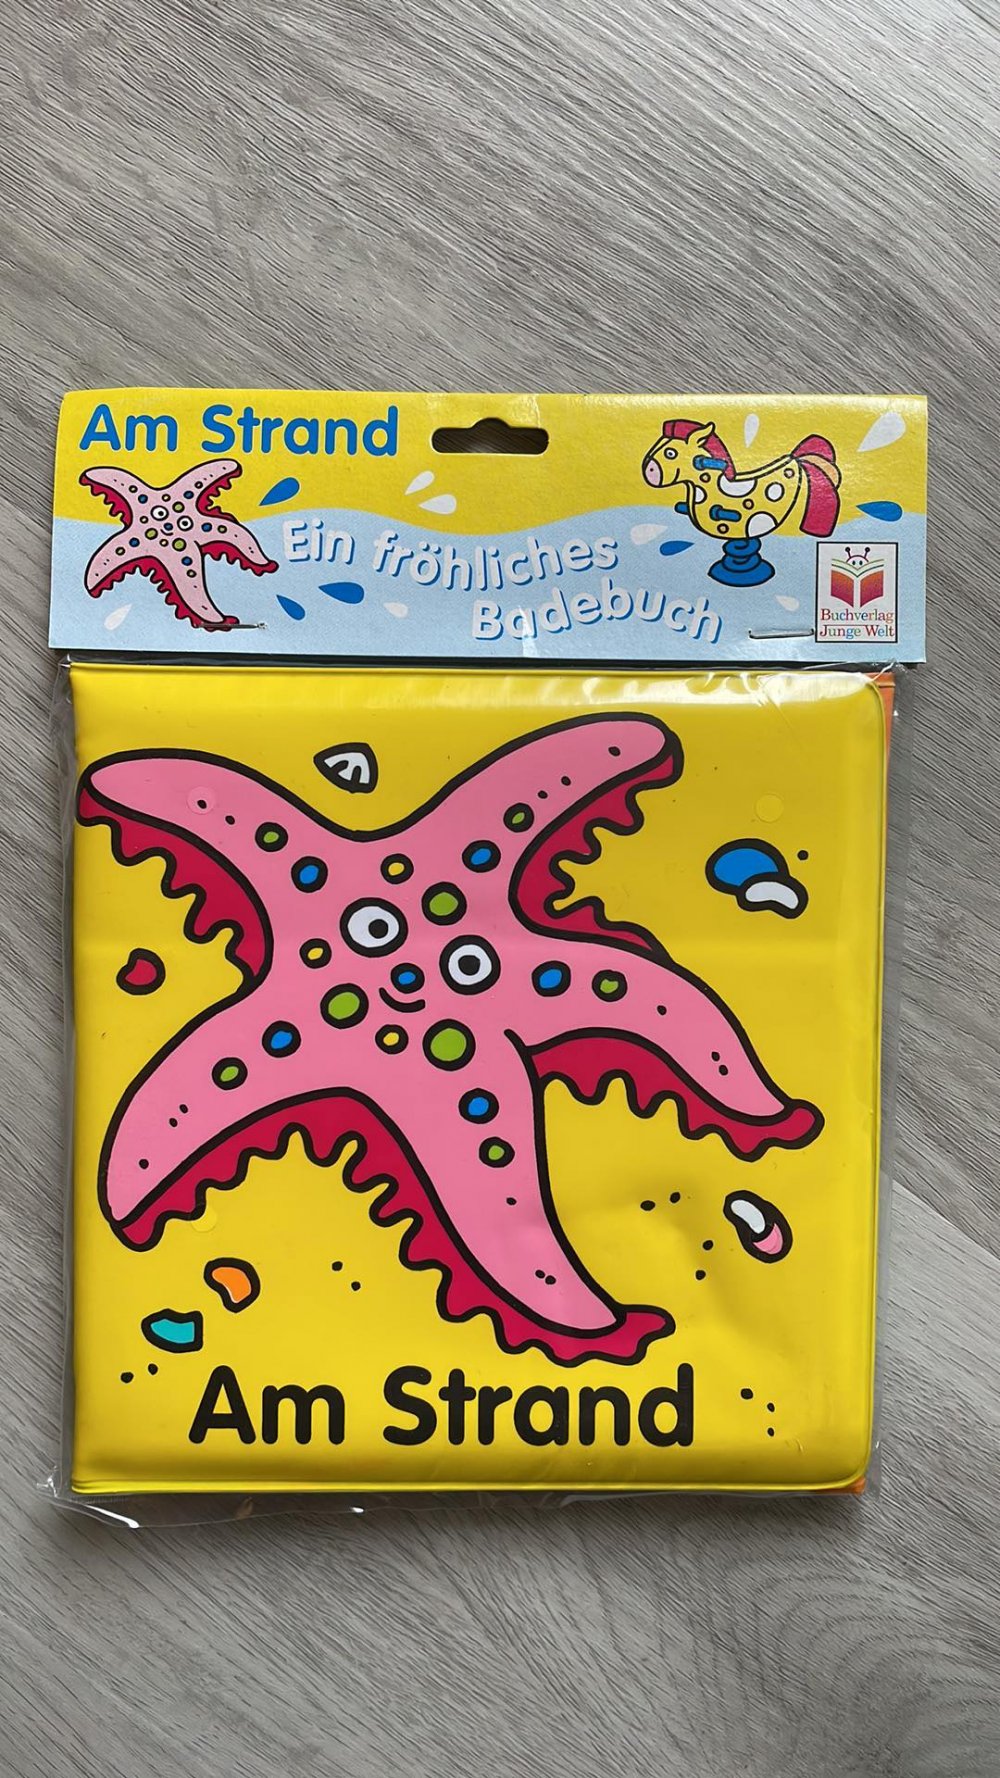 Am Strand
Ein fröhliches
Badebuch
Buchverlag
Junge Welt
Am Strand